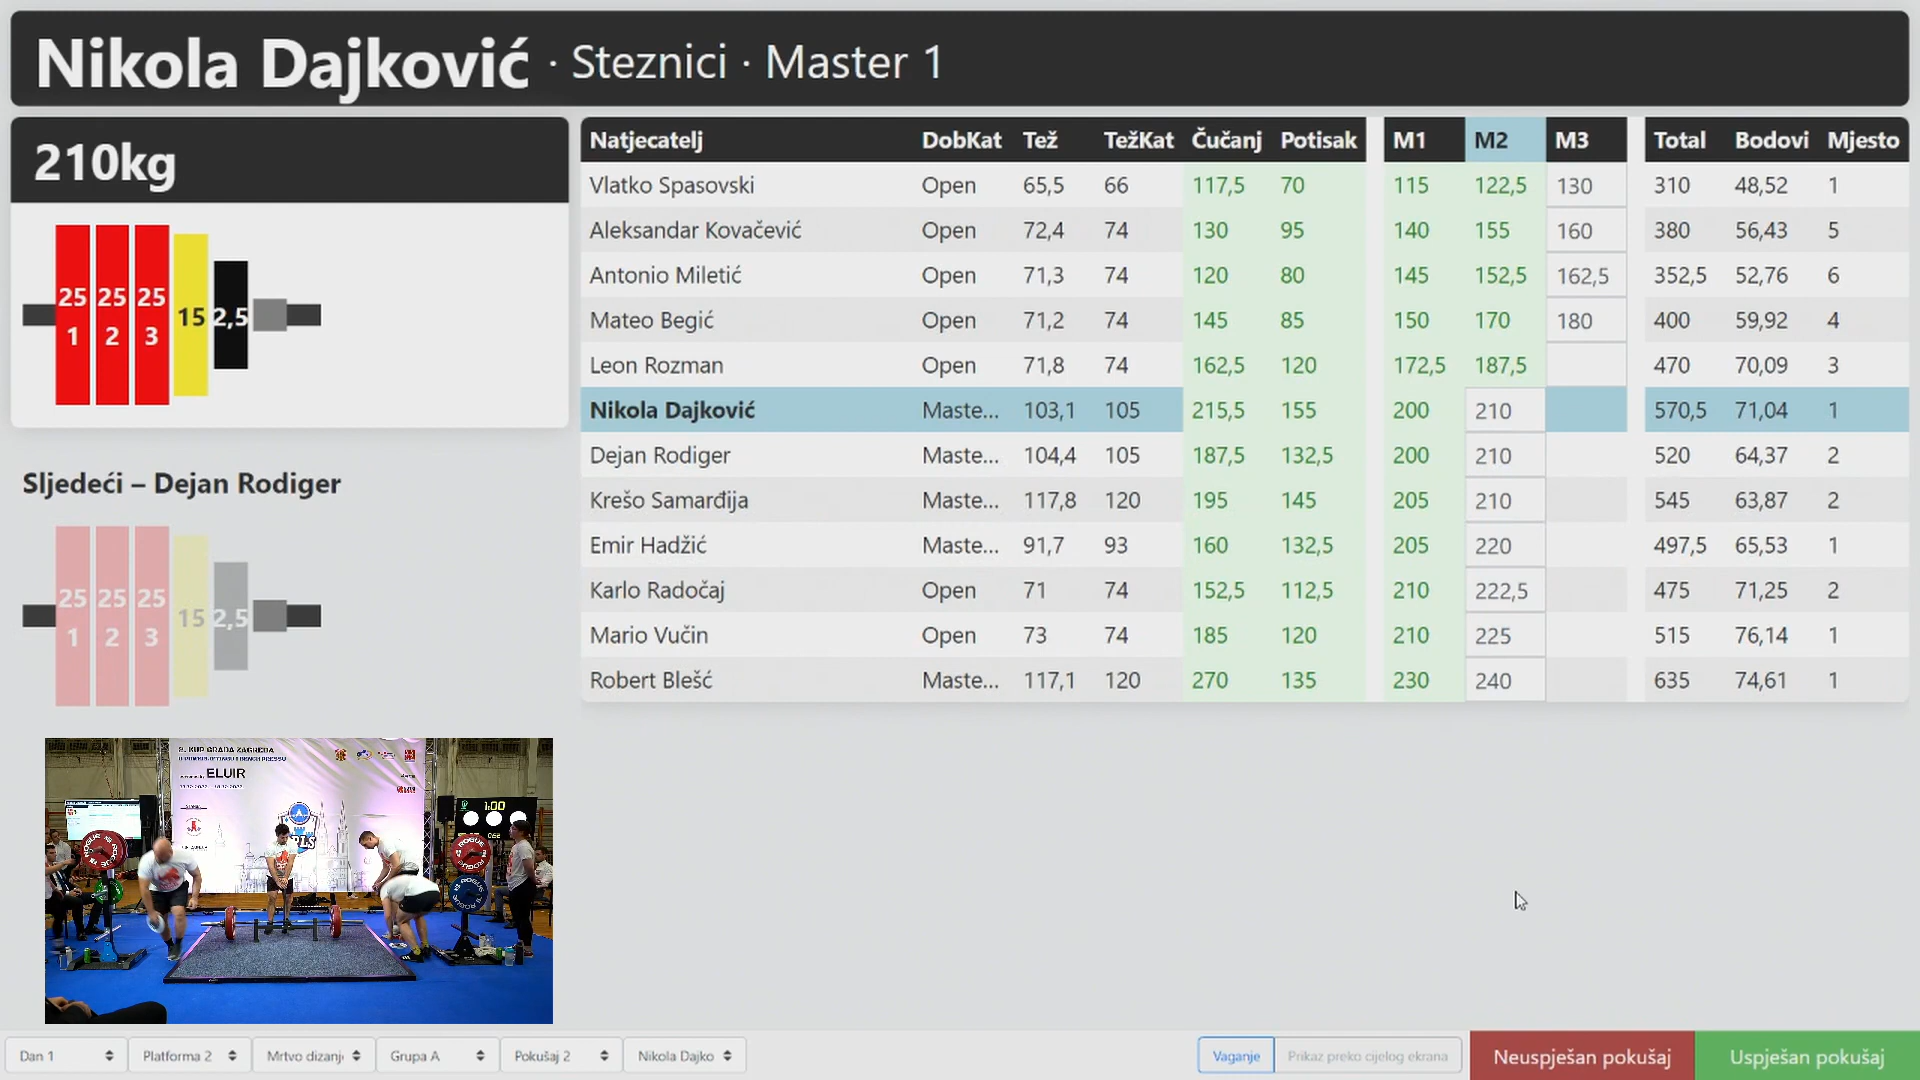 Nikola Dajković · Steznici · Master 1
210kg
25 25 25 15 2,5
1 2 3
Sljedeći – Dejan Rodiger
25 25 25 15 2,5
1 2 3
Natjecatelj DobKat Tež TežKat Čučanj Potisak M1 M2 M3 Total Bodovi Mjesto
Vlatko Spasovski Open 65,5 66 117,5 70 115 122,5 130 310 48,52 1
Aleksandar Kovačević Open 72,4 74 130 95 140 155 160 380 56,43 5
Antonio Miletić Open 71,3 74 120 80 145 152,5 162,5 352,5 52,76 6
Mateo Begić Open 71,2 74 145 85 150 170 180 400 59,92 4
Leon Rozman Open 71,8 74 162,5 120 172,5 187,5 470 70,09 3
Nikola Dajković Maste... 103,1 105 215,5 155 200 210 570,5 71,04 1
Dejan Rodiger Maste... 104,4 105 187,5 132,5 200 210 520 64,37 2
Krešo Samarđija Maste... 117,8 120 195 145 205 210 545 63,87 2
Emir Hadžić Maste... 91,7 93 160 132,5 205 220 497,5 65,53 1
Karlo Radočaj Open 71 74 152,5 112,5 210 222,5 475 71,25 2
Mario Vučin Open 73 74 185 120 210 225 515 76,14 1
Robert Blešć Maste... 117,1 120 270 135 230 240 635 74,61 1
KUP GRADA ZAGREBA
ELUIR
1:00
ROGUE
ROGUE
Dan 1 Platforma 2 Mrtvo dizanj Grupa A Pokušaj 2 Nikola Dajko Vaganje Prikaz preko cijelog ekrana Neuspješan pokušaj Uspješan pokušaj